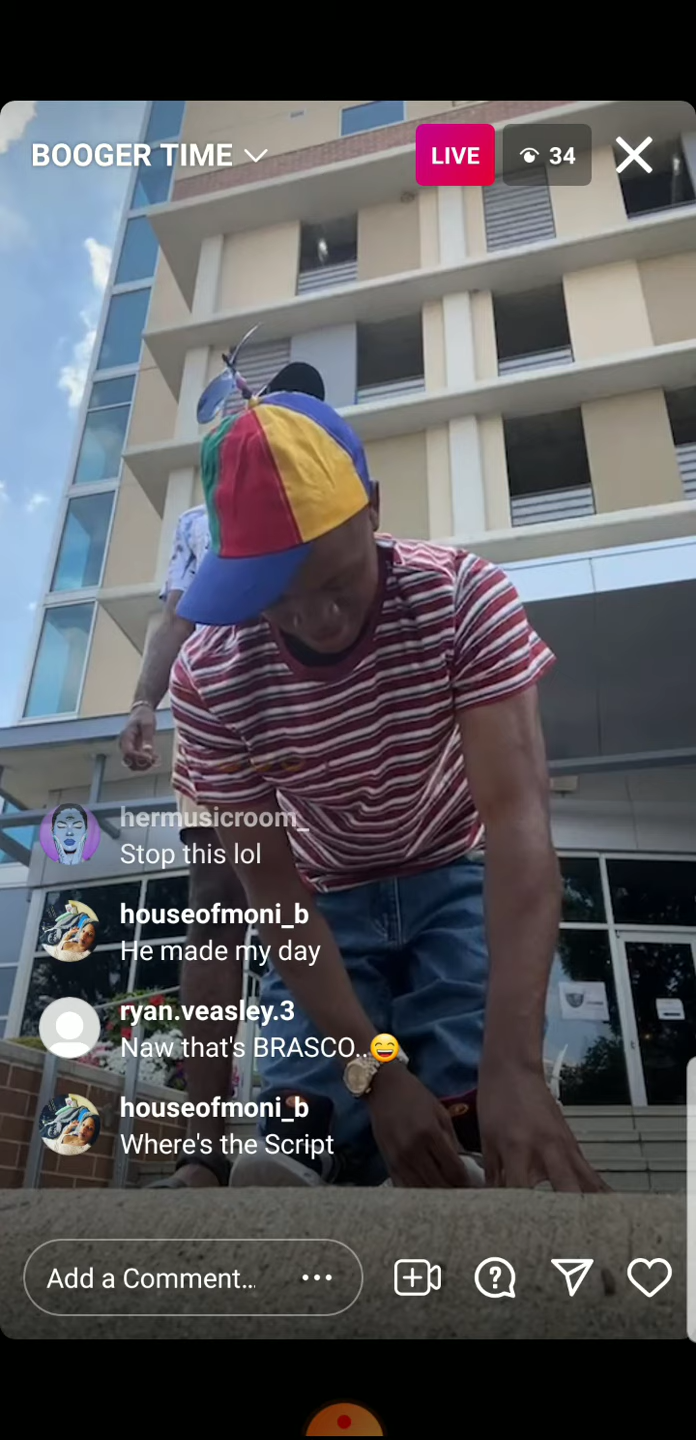 BOOGER TIME
LIVE
34
hermusicroom_
Stop this lol
houseofmoni_b
He made my day
ryan.veasley.3
Naw that's BRASCO..😄
houseofmoni_b
Where's the Script
Add a Comment...